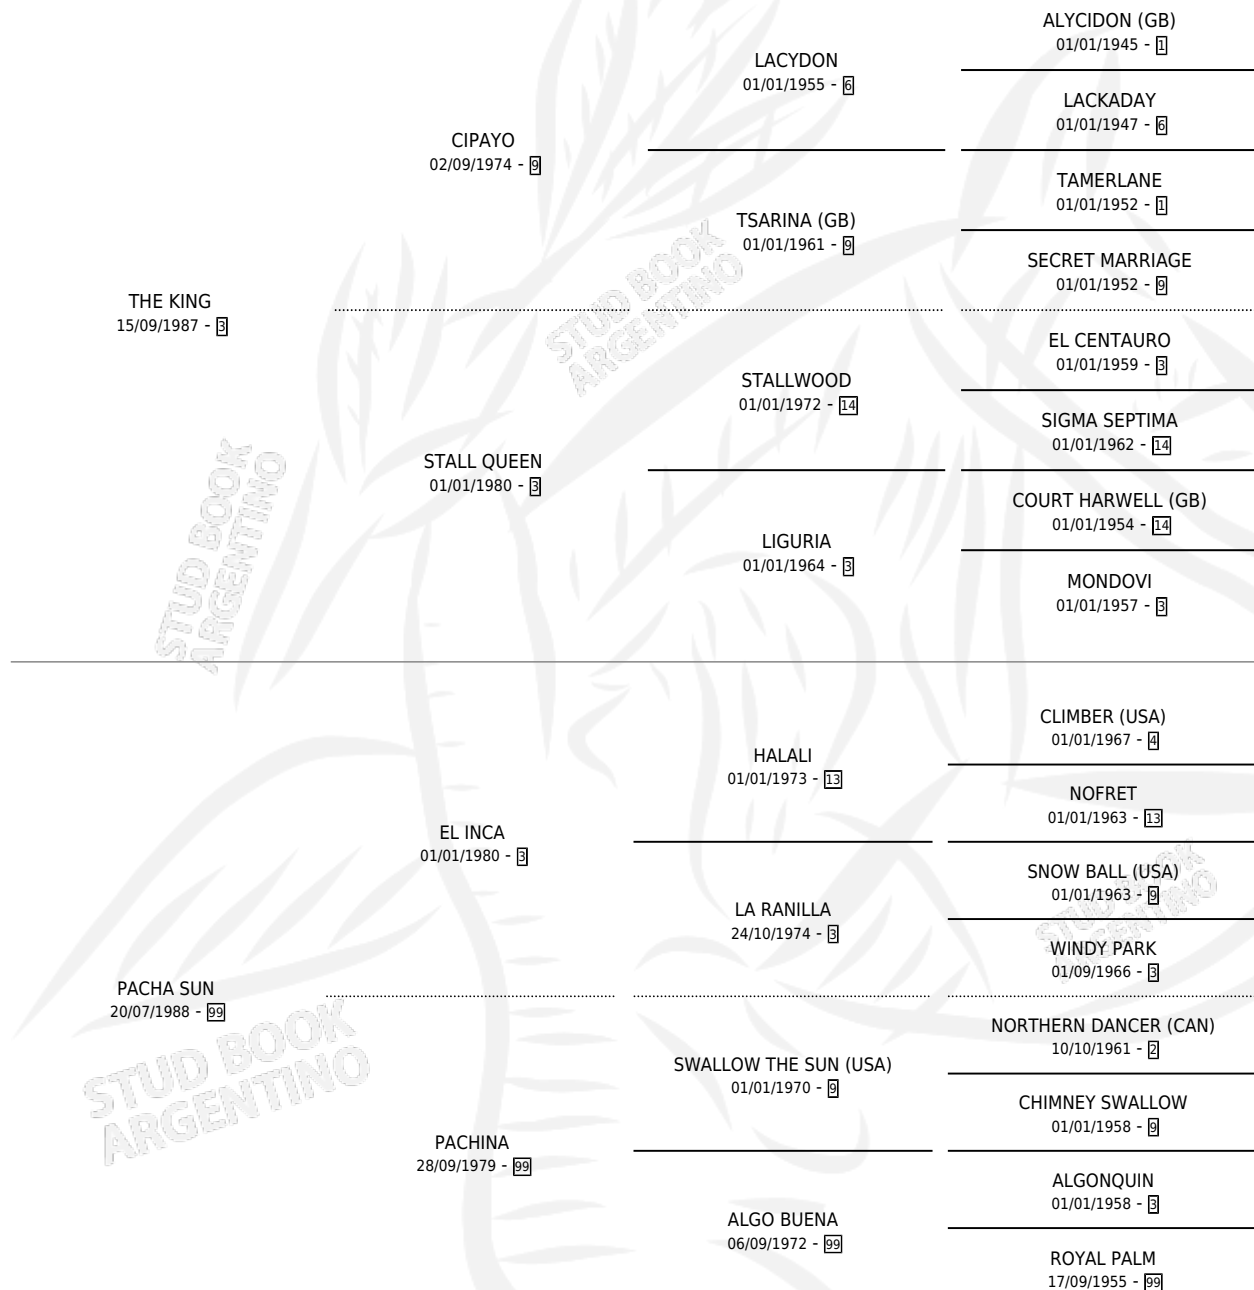 THE KING
15/09/1987 - 3
CIPAYO
02/09/1974 - 9
LACYDON
01/01/1955 - 6
ALYCIDON (GB)
01/01/1945 - 1
LACKADAY
01/01/1947 - 6
TSARINA (GB)
01/01/1961 - 9
TAMERLANE
01/01/1952 - 1
SECRET MARRIAGE
01/01/1952 - 9
STALL QUEEN
01/01/1980 - 3
STALLWOOD
01/01/1972 - 14
EL CENTAURO
01/01/1959 - 3
SIGMA SEPTIMA
01/01/1962 - 14
LIGURIA
01/01/1964 - 3
COURT HARWELL (GB)
01/01/1954 - 14
MONDOVI
01/01/1957 - 3
PACHA SUN
20/07/1988 - 99
EL INCA
01/01/1980 - 3
HALALI
01/01/1973 - 13
CLIMBER (USA)
01/01/1967 - 4
NOFRET
01/01/1963 - 13
LA RANILLA
24/10/1974 - 3
SNOW BALL (USA)
01/01/1963 - 9
WINDY PARK
01/09/1966 - 3
PACHINA
28/09/1979 - 99
SWALLOW THE SUN (USA)
01/01/1970 - 9
NORTHERN DANCER (CAN)
10/10/1961 - 2
CHIMNEY SWALLOW
01/01/1958 - 9
ALGO BUENA
06/09/1972 - 99
ALGONQUIN
01/01/1958 - 3
ROYAL PALM
17/09/1955 - 99
STUD BOOK
ARGENTINO
STUD BOOK
ARGENTINO
STUD BOOK
ARGENTINO
STUD BOOK
ARGENTINO